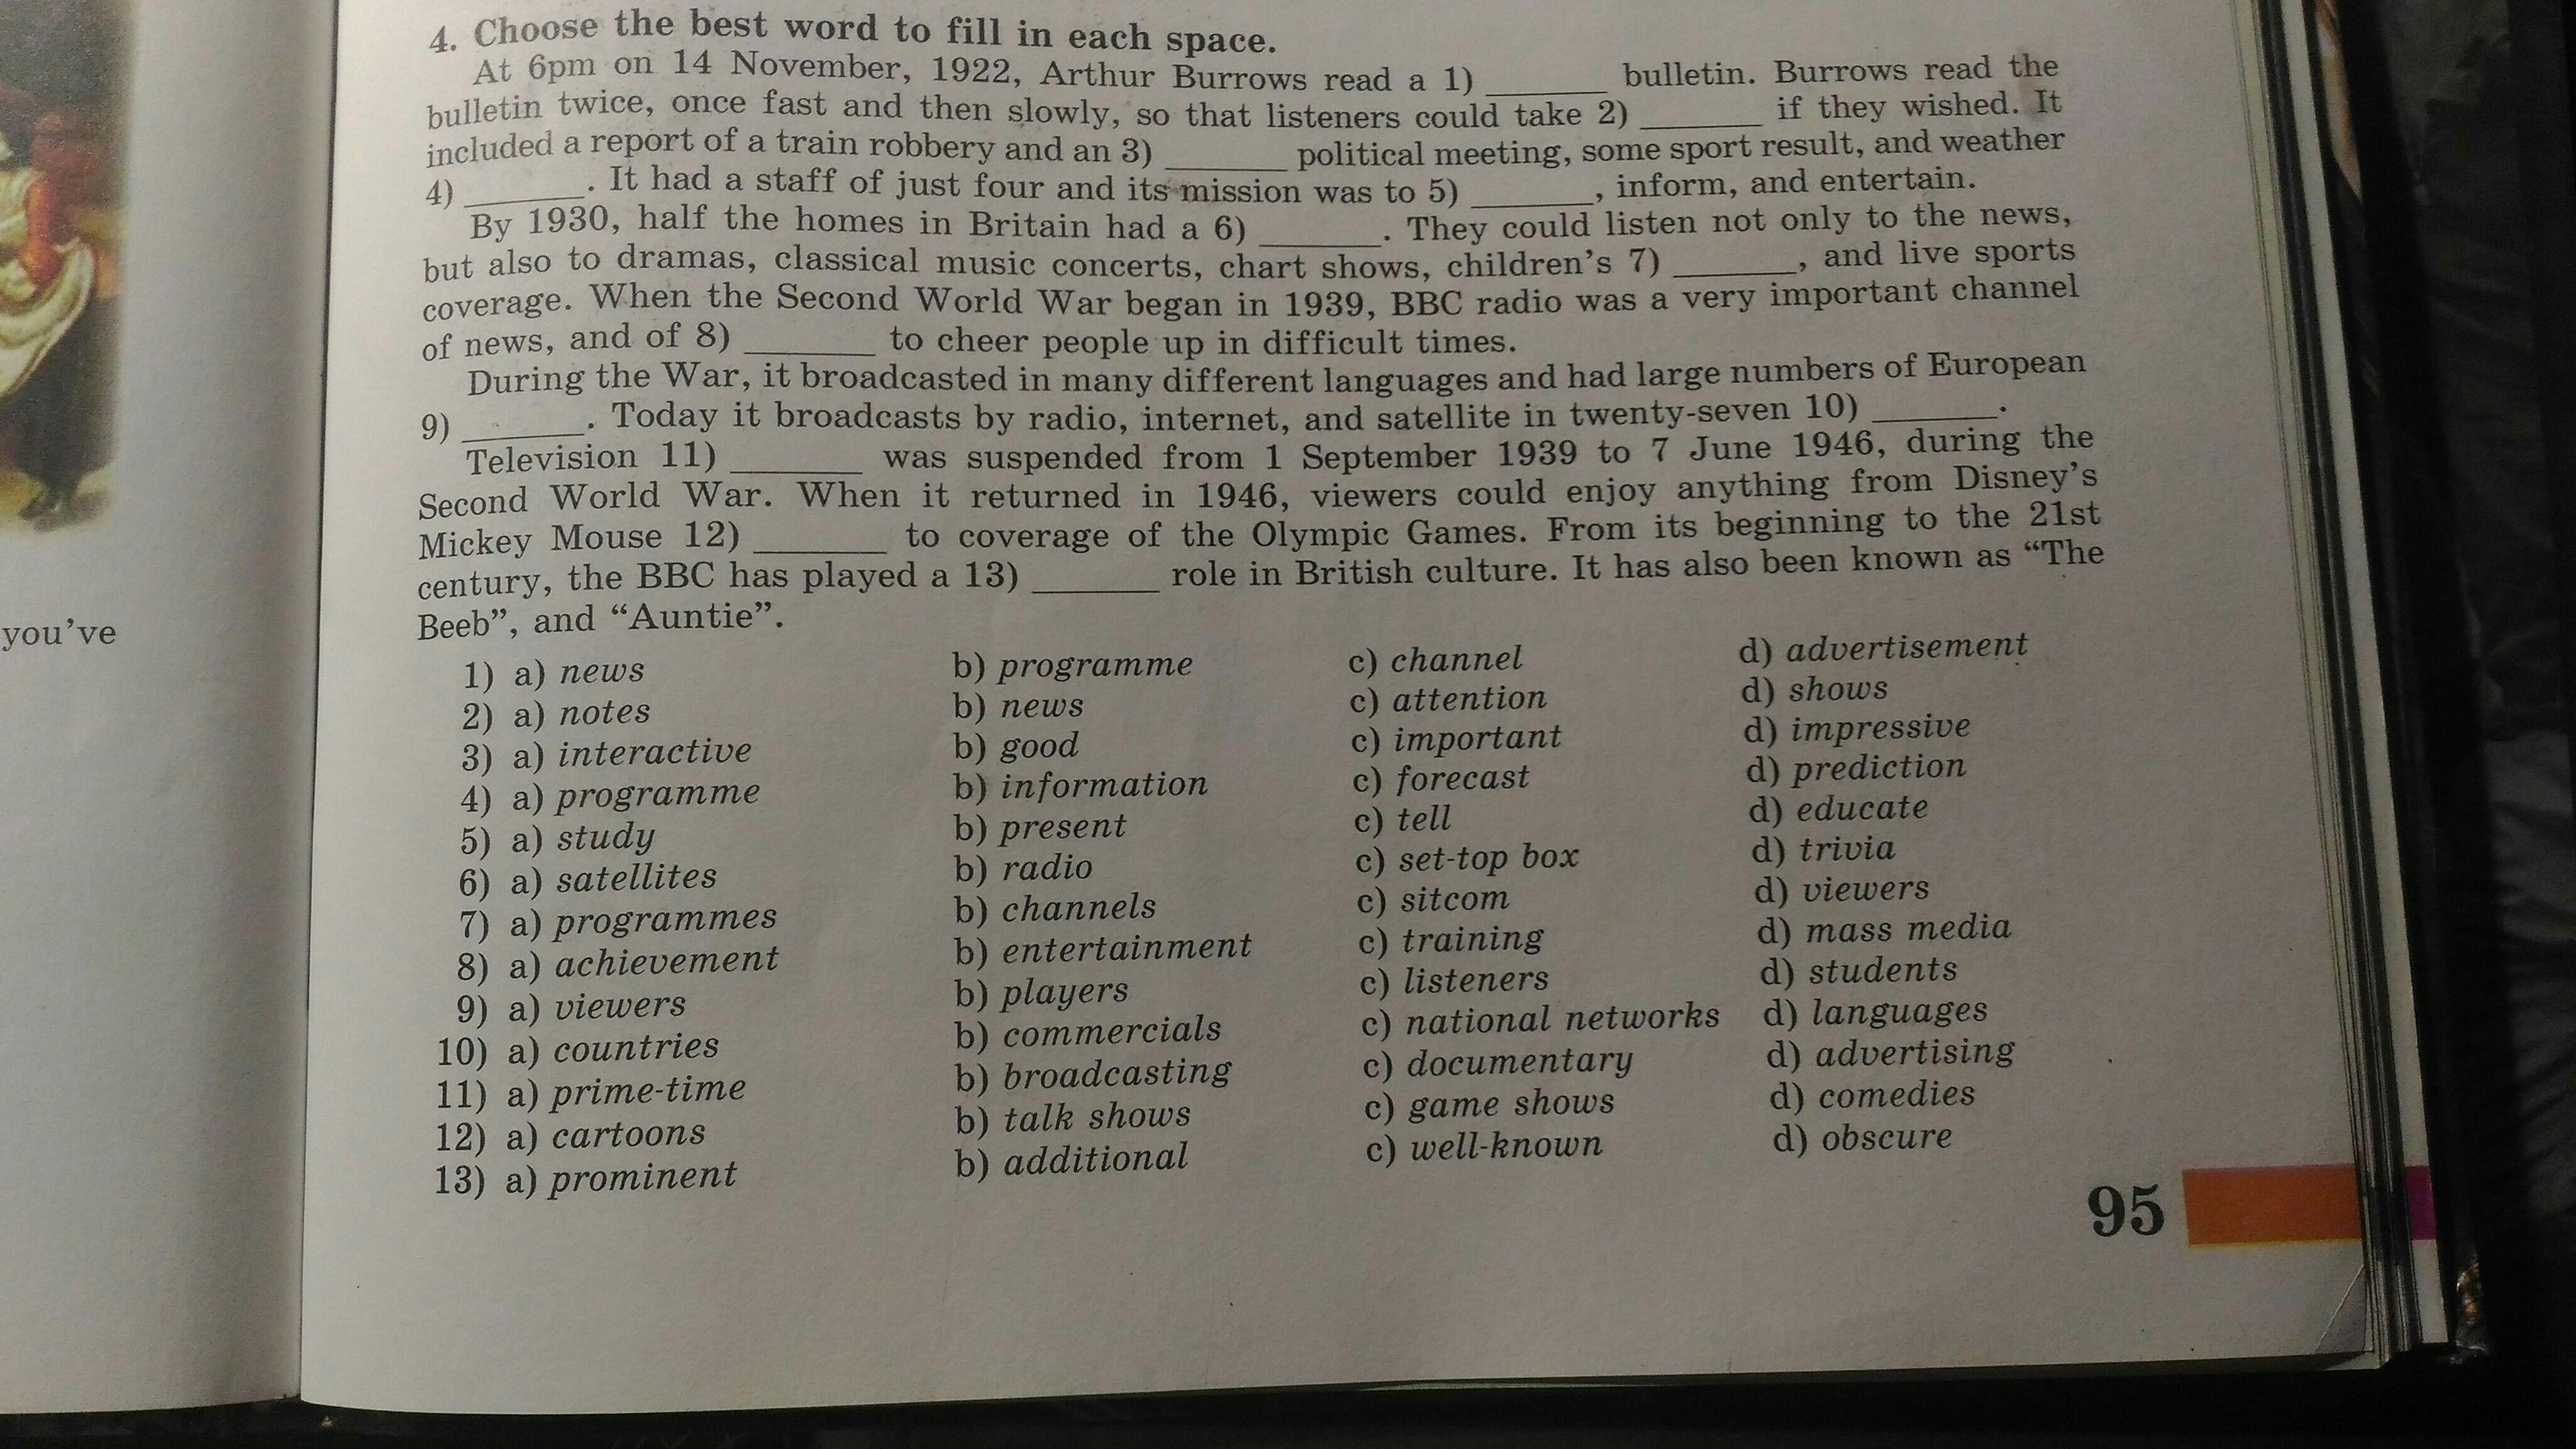 4. Choose the best word to fill in each space.
At 6pm on 14 November, 1922, Arthur Burrows read a 1) ______ bulletin. Burrows read the
bulletin twice, once fast and then slowly, so that listeners could take 2) ______ if they wished. It
included a report of a train robbery and an 3) ______ political meeting, some sport result, and weather
4) ______. It had a staff of just four and its mission was to 5) ______, inform, and entertain.
By 1930, half the homes in Britain had a 6) ______. They could listen not only to the news,
but also to dramas, classical music concerts, chart shows, children's 7) ______, and live sports
coverage. When the Second World War began in 1939, BBC radio was a very important channel
of news, and of 8) ______ to cheer people up in difficult times.
During the War, it broadcasted in many different languages and had large numbers of European
9) ______. Today it broadcasts by radio, internet, and satellite in twenty-seven 10) ______.
Television 11) ______ was suspended from 1 September 1939 to 7 June 1946, during the
Second World War. When it returned in 1946, viewers could enjoy anything from Disney's
Mickey Mouse 12) ______ to coverage of the Olympic Games. From its beginning to the 21st
century, the BBC has played a 13) ______ role in British culture. It has also been known as “The
Beeb”, and “Auntie”.
you've
1) a) news b) programme c) channel d) advertisement
2) a) notes b) news c) attention d) shows
3) a) interactive b) good c) important d) impressive
4) a) programme b) information c) forecast d) prediction
5) a) study b) present c) tell d) educate
6) a) satellites b) radio c) set-top box d) trivia
7) a) programmes b) channels c) sitcom d) viewers
8) a) achievement b) entertainment c) training d) mass media
9) a) viewers b) players c) listeners d) students
10) a) countries b) commercials c) national networks d) languages
11) a) prime-time b) broadcasting c) documentary d) advertising
12) a) cartoons b) talk shows c) game shows d) comedies
13) a) prominent b) additional c) well-known d) obscure
95